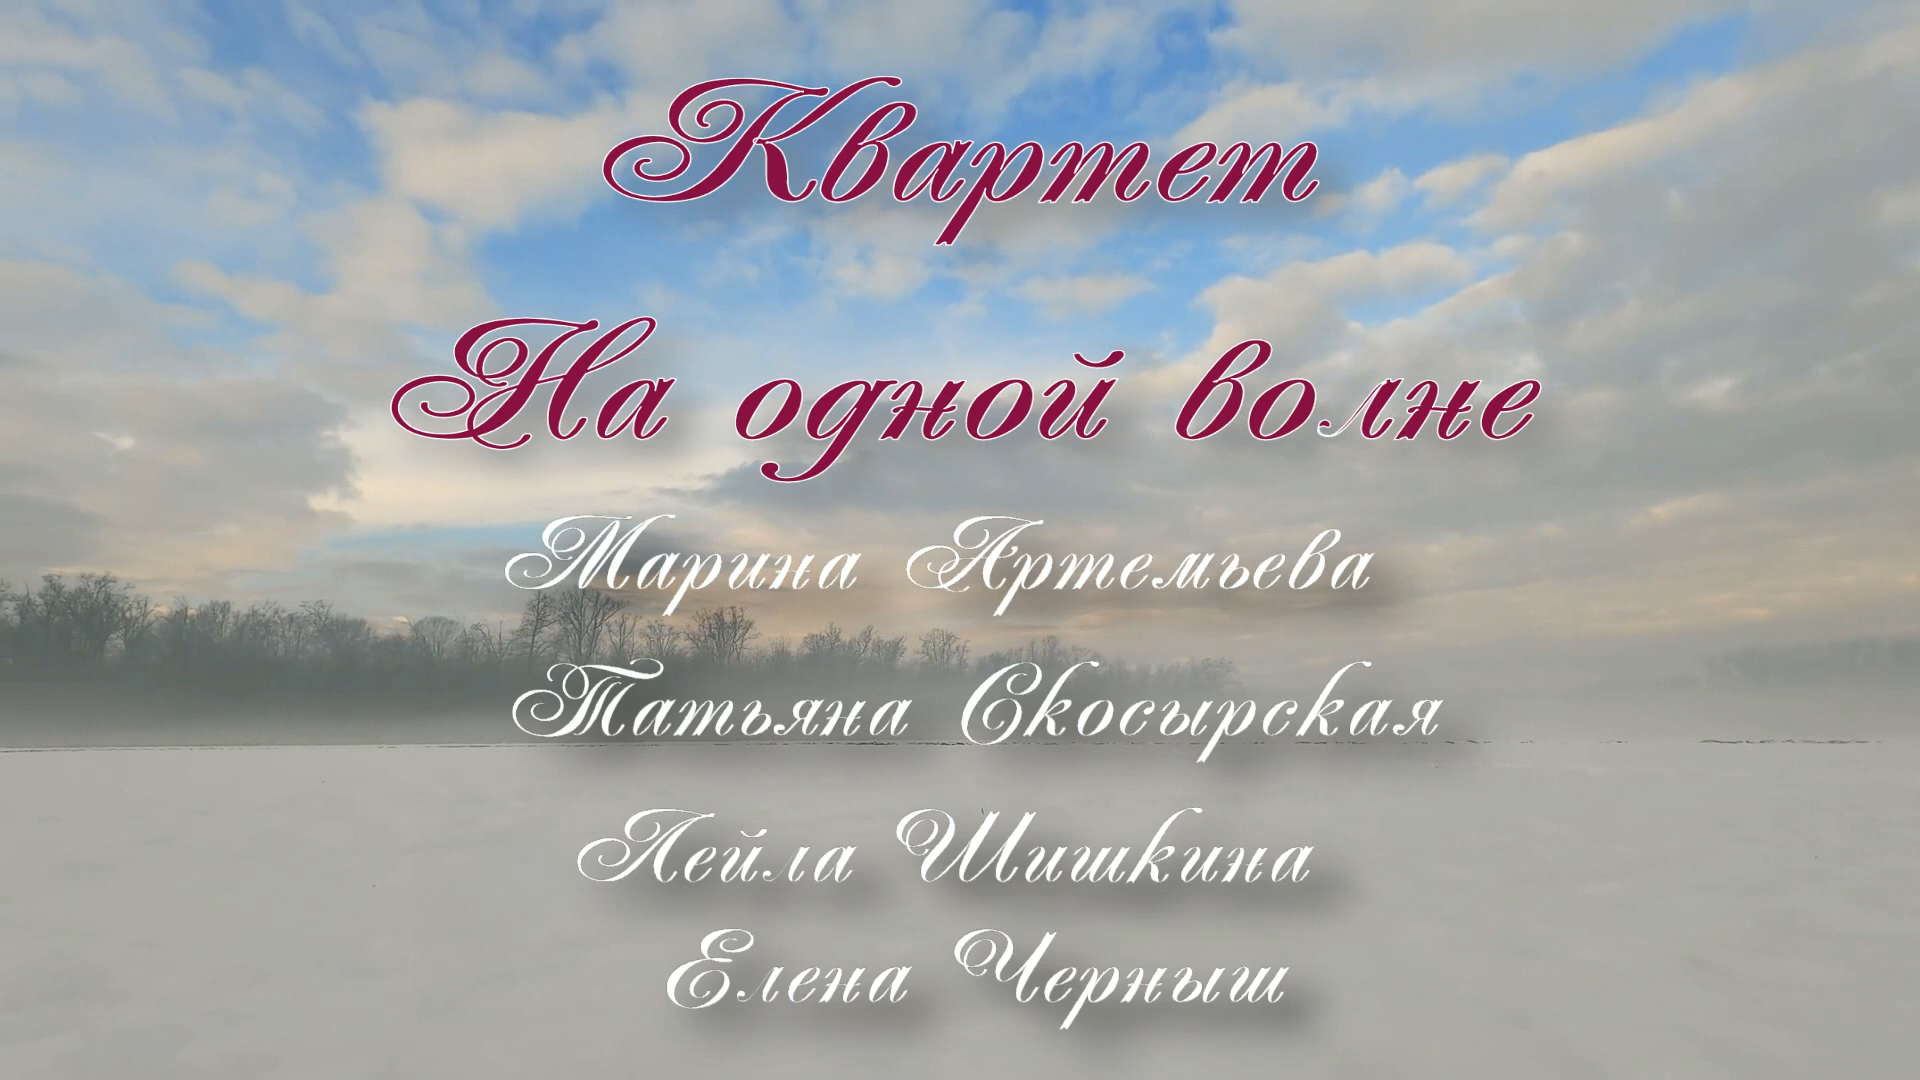 Квартет
На одной волне
Марина Артемьева
Татьяна Скосырская
Лейла Шишкина
Елена Черныш